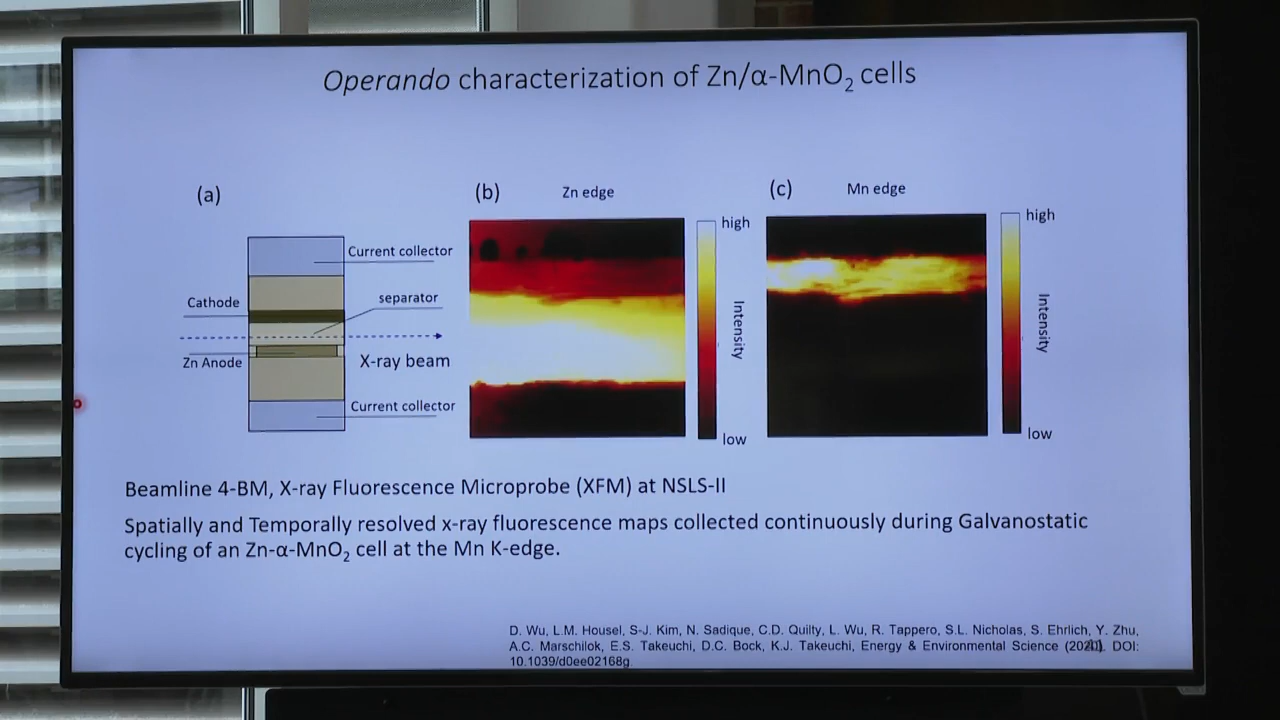 Operando characterization of Zn/α-MnO₂ cells
(a)
Current collector
Cathode
separator
Zn Anode
X-ray beam
Current collector
(b)
Zn edge
high
Intensity
low
(c)
Mn edge
high
Intensity
low
Beamline 4-BM, X-ray Fluorescence Microprobe (XFM) at NSLS-II
Spatially and Temporally resolved x-ray fluorescence maps collected continuously during Galvanostatic
cycling of an Zn-α-MnO₂ cell at the Mn K-edge.
D. Wu, L.M. Housel, S-J. Kim, N. Sadique, C.D. Quilty, L. Wu, R. Tappero, S.L. Nicholas, S. Ehrlich, Y. Zhu,
A.C. Marschilok, E.S. Takeuchi, D.C. Bock, K.J. Takeuchi, Energy & Environmental Science DOI:
10.1039/d0ee02168g